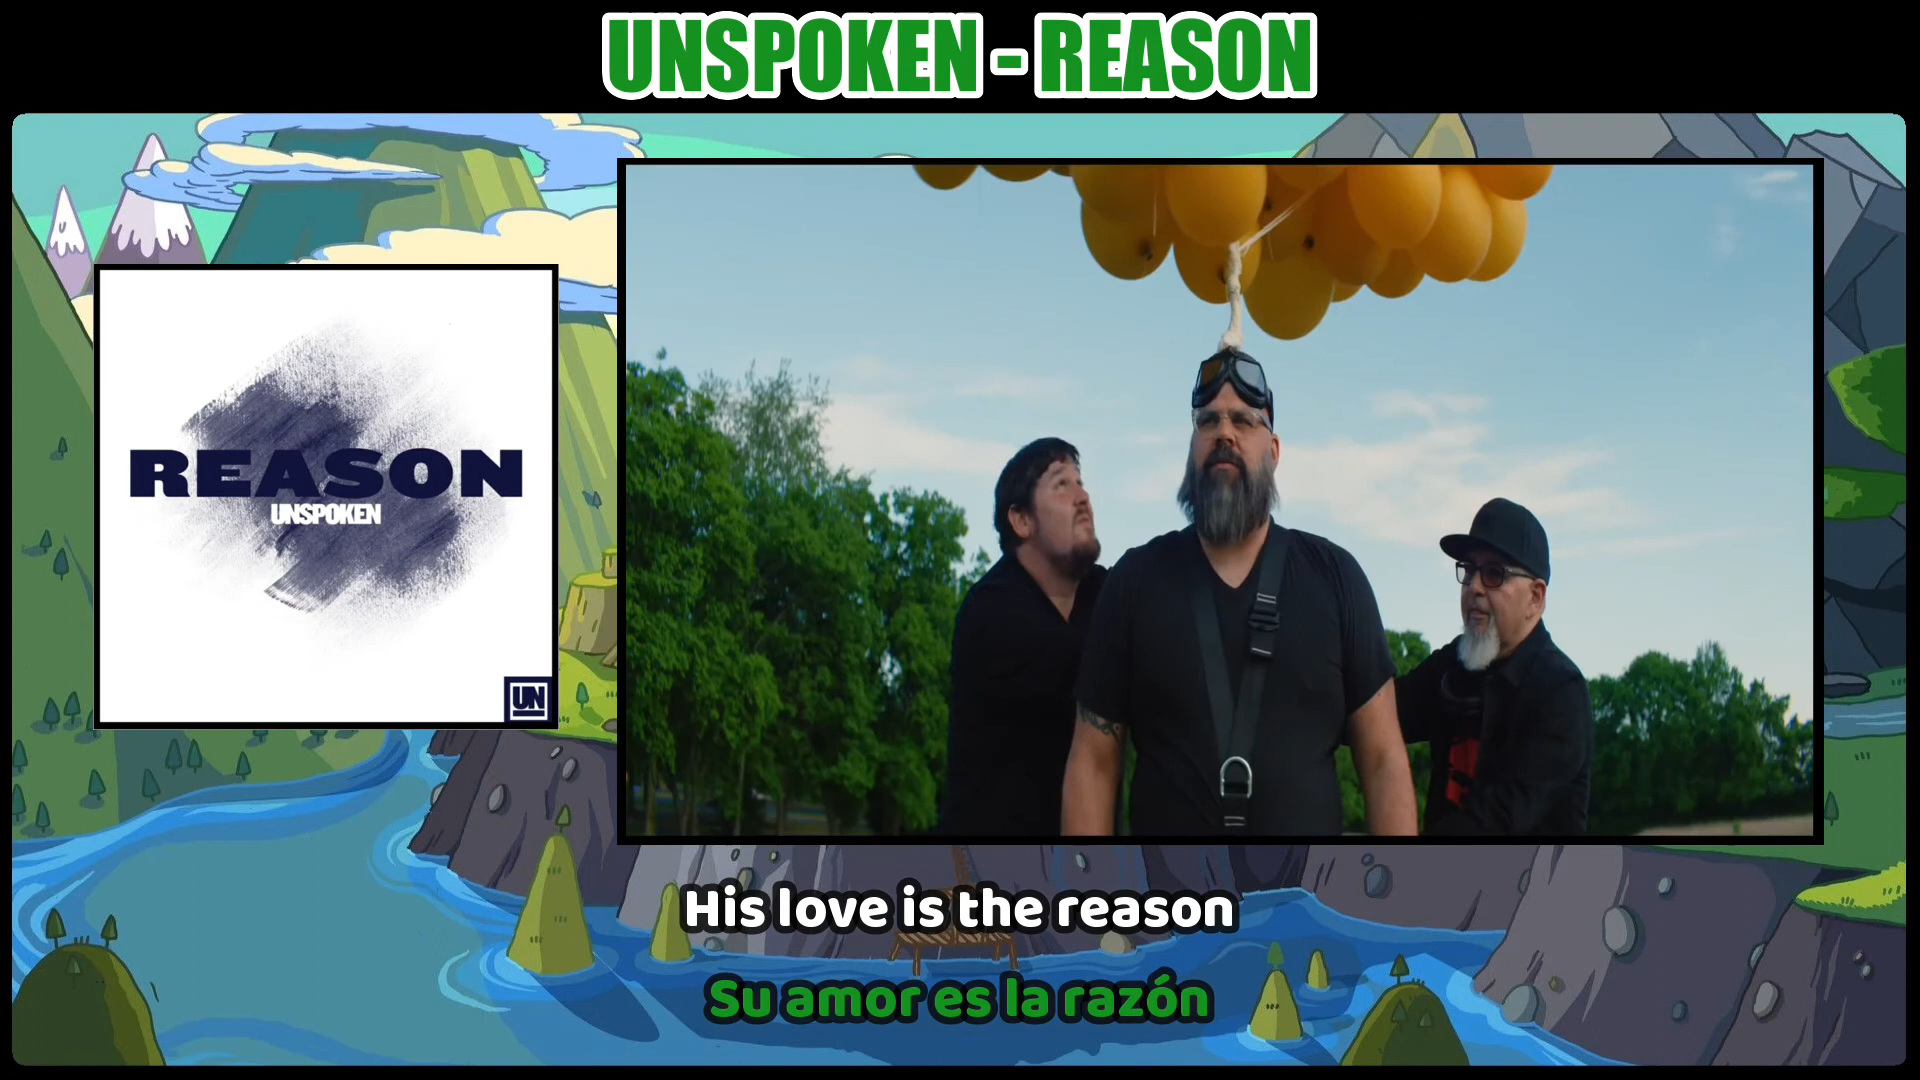 UNSPOKEN - REASON
REASON
UNSPOKEN
UN
His love is the reason
Su amor es la razón